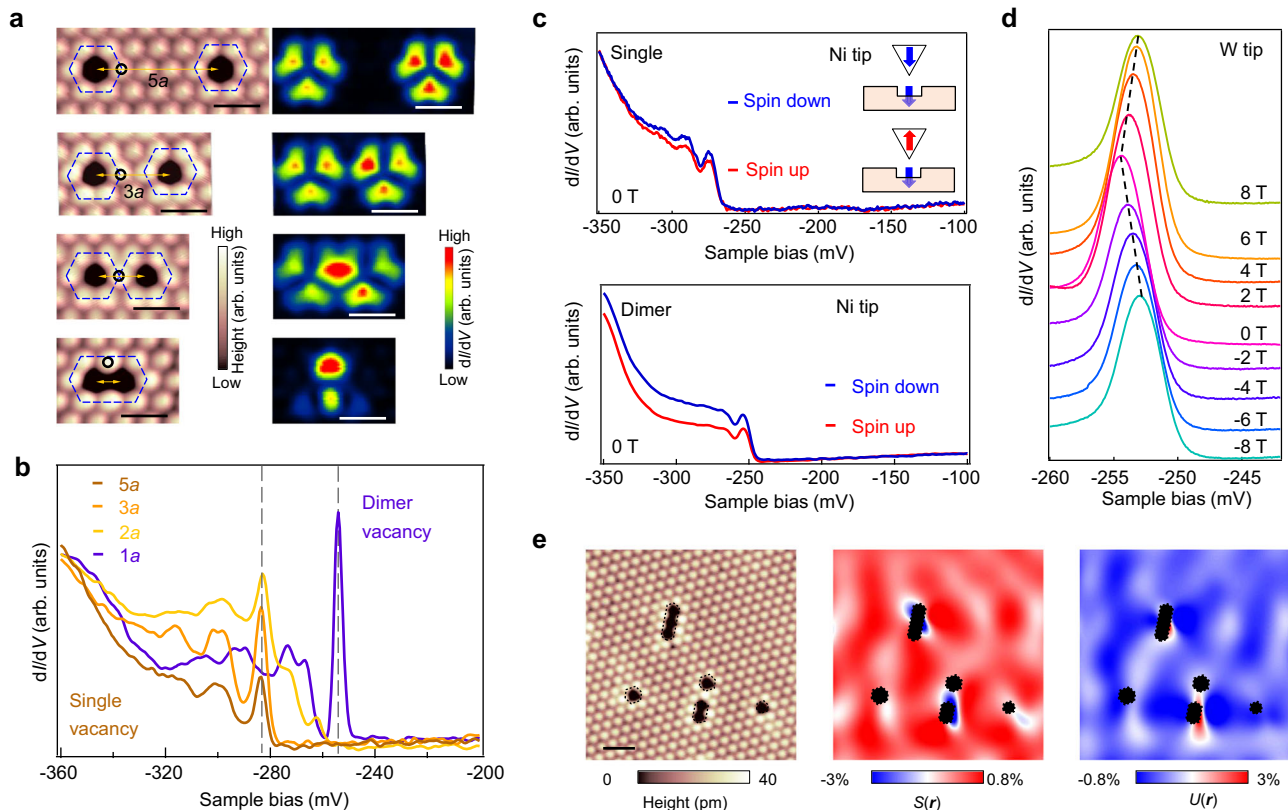 a
5a
3a
High
Height (arb. units)
Low
High
dI/dV (arb. units)
Low
b
dI/dV (arb. units)
5a
3a
2a
1a
Dimer
vacancy
Single
vacancy
-360
-320
-280
-240
-200
Sample bias (mV)
c
dI/dV (arb. units)
Single
Ni tip
Spin down
Spin up
0 T
-350
-300
-250
-200
-150
-100
Sample bias (mV)
dI/dV (arb. units)
Dimer
Ni tip
Spin down
Spin up
0 T
-350
-300
-250
-200
-150
-100
Sample bias (mV)
d
W tip
dI/dV (arb. units)
8 T
6 T
4 T
2 T
0 T
-2 T
-4 T
-6 T
-8 T
-260
-255
-250
-245
Sample bias (mV)
e
0
40
Height (pm)
-3%
0.8%
S(r)
-0.8%
3%
U(r)